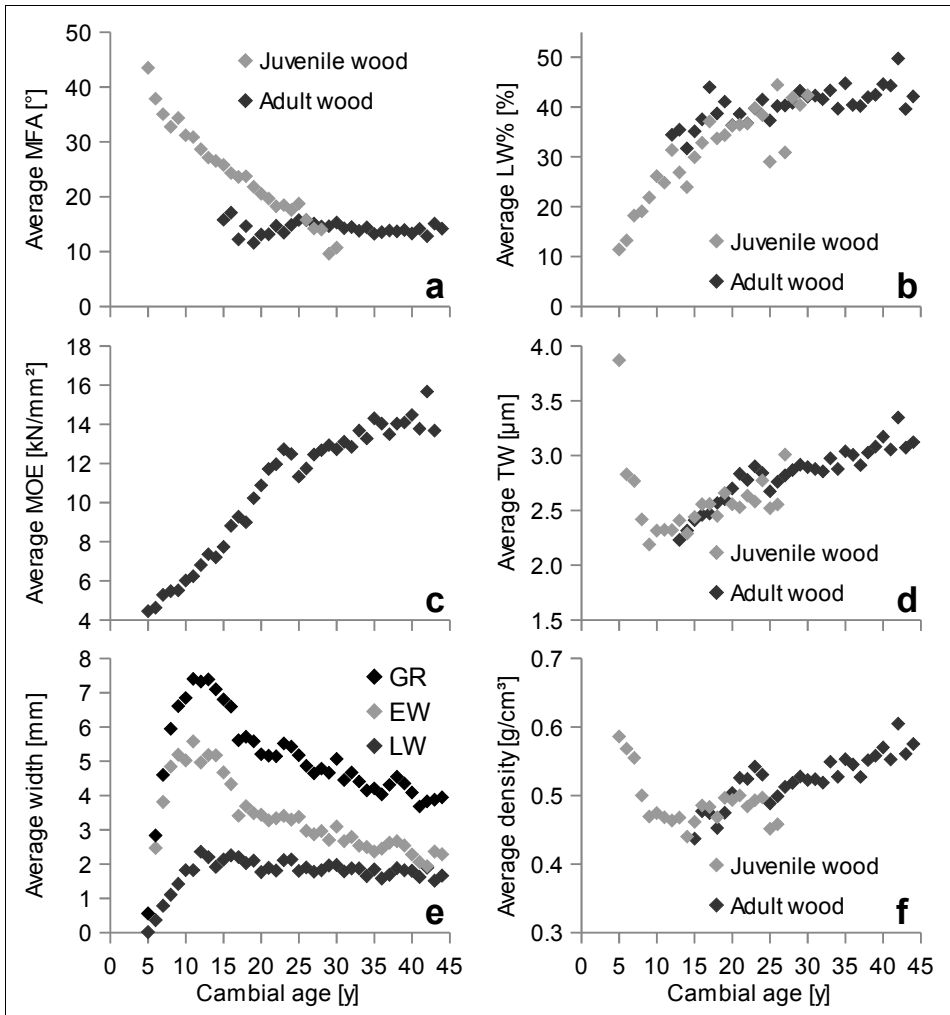 Average MFA [°]
50
40
30
20
10
0
Juvenile wood
Adult wood
a
Average LW% [%]
50
40
30
20
10
0
Juvenile wood
Adult wood
b
Average MOE [kN/mm²]
18
16
14
12
10
8
6
4
c
Average TW [µm]
4.0
3.5
3.0
2.5
2.0
1.5
Juvenile wood
Adult wood
d
Average width [mm]
8
7
6
5
4
3
2
1
0
GR
EW
LW
e
0 5 10 15 20 25 30 35 40 45
Cambial age [y]
Average density [g/cm³]
0.7
0.6
0.5
0.4
0.3
Juvenile wood
Adult wood
f
0 5 10 15 20 25 30 35 40 45
Cambial age [y]